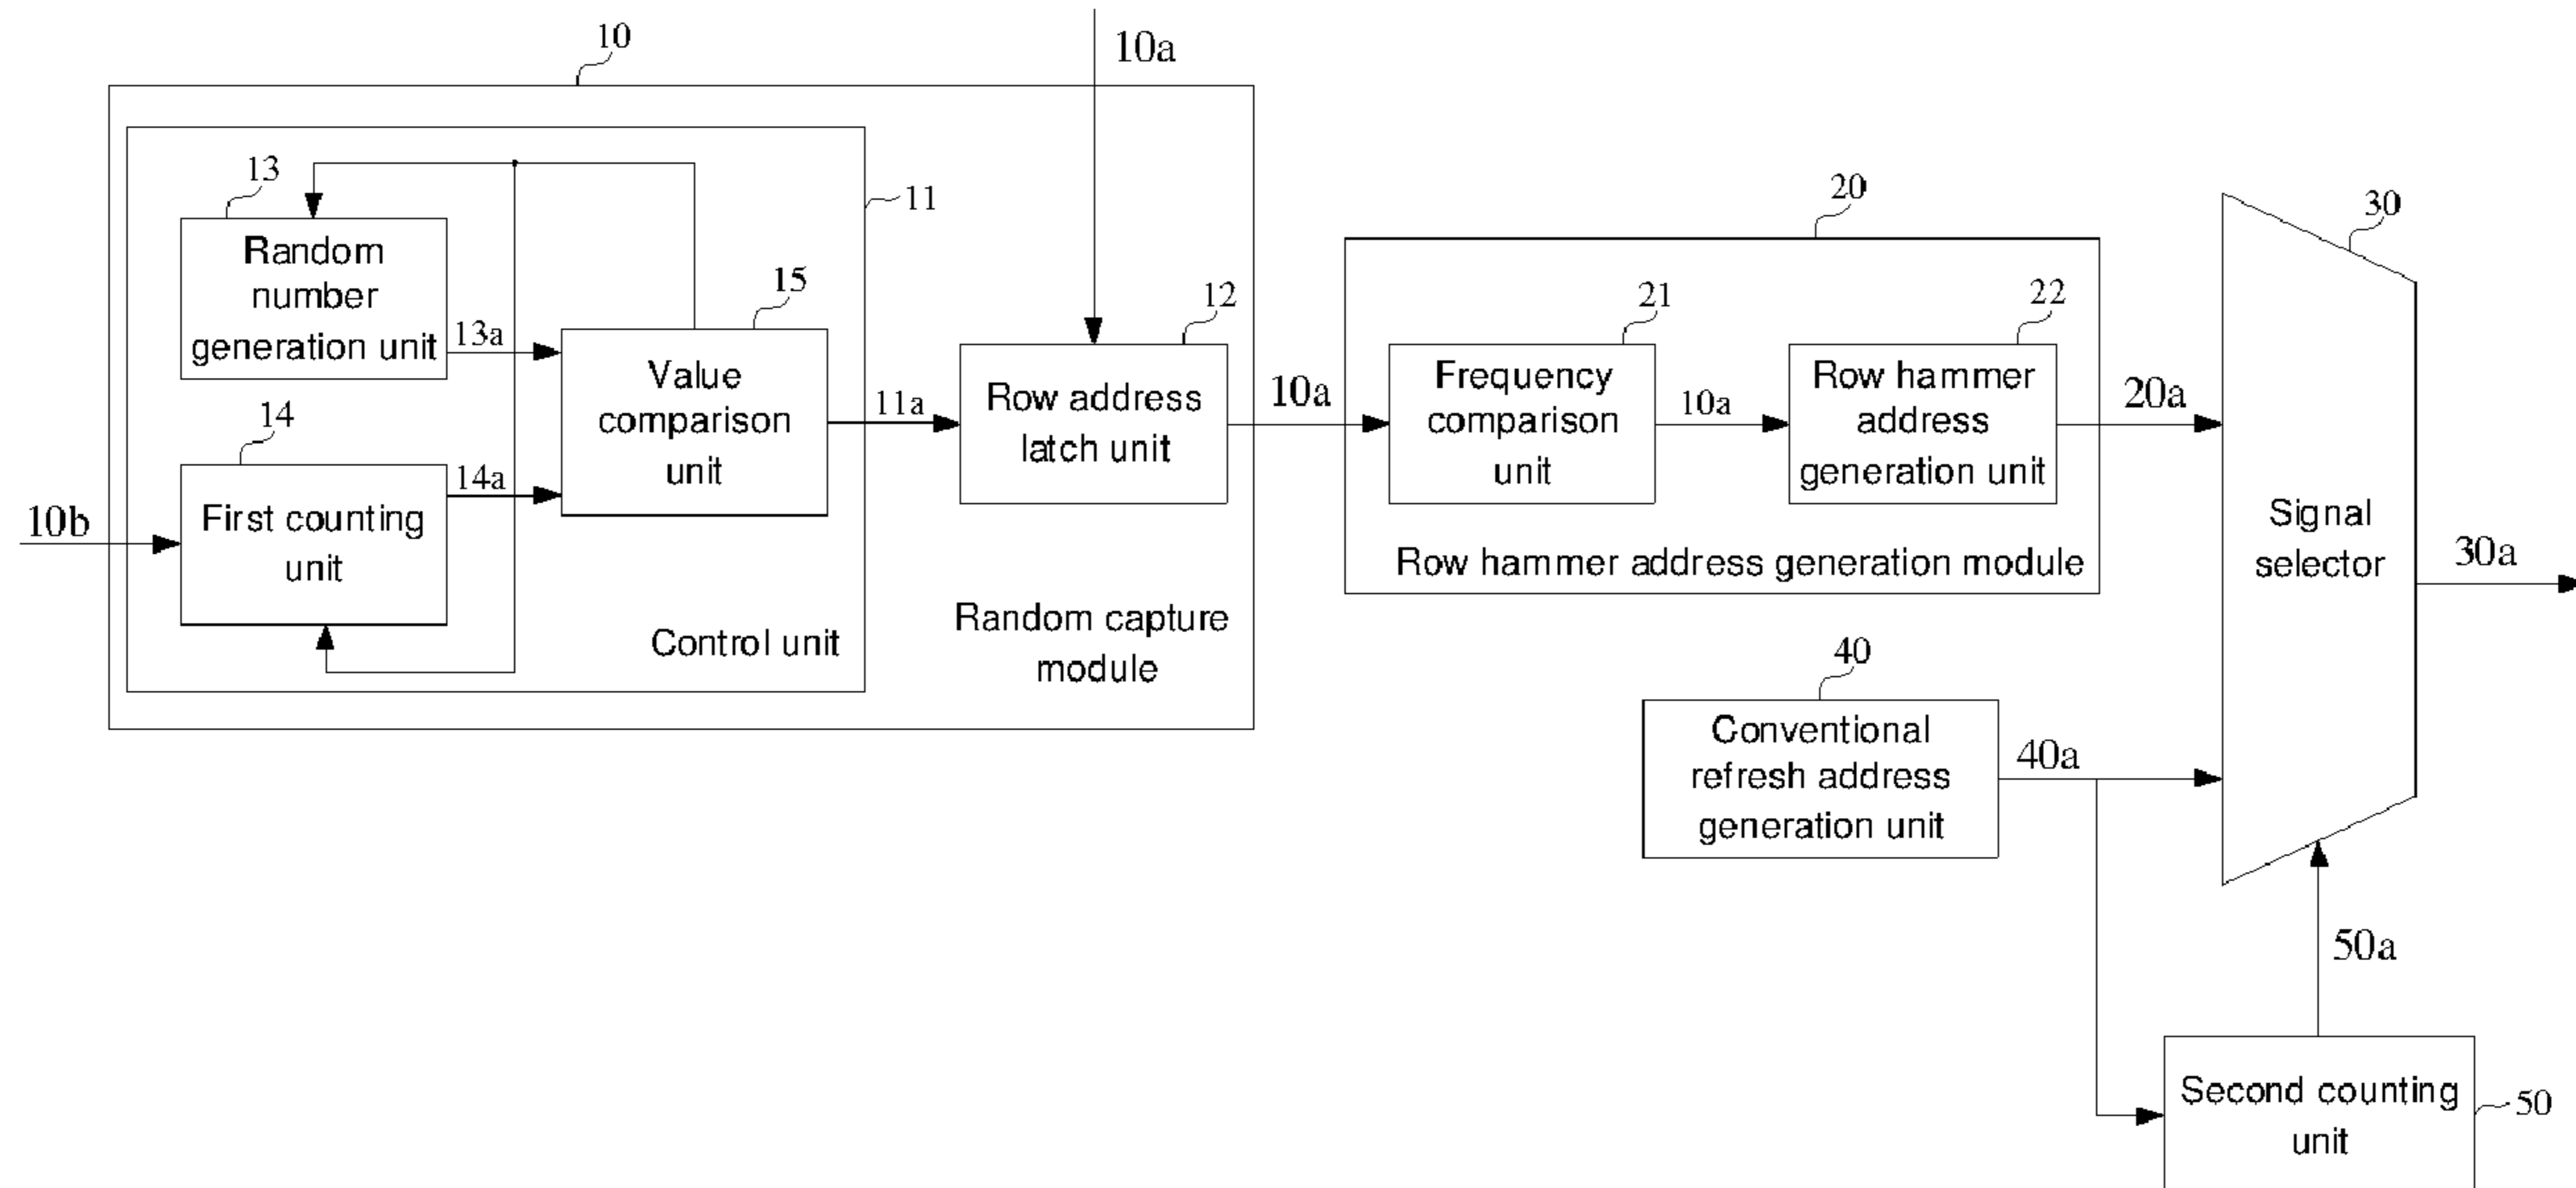 10
10a
13
11
Random
number
generation unit
13a
15
Value
comparison
unit
14
14a
First counting
unit
10b
11a
Control unit
12
Row address
latch unit
Random capture
module
10a
20
21
Frequency
comparison
unit
10a
22
Row hammer
address
generation unit
Row hammer address generation module
20a
30
Signal
selector
30a
40
Conventional
refresh address
generation unit
40a
50a
Second counting
unit
50